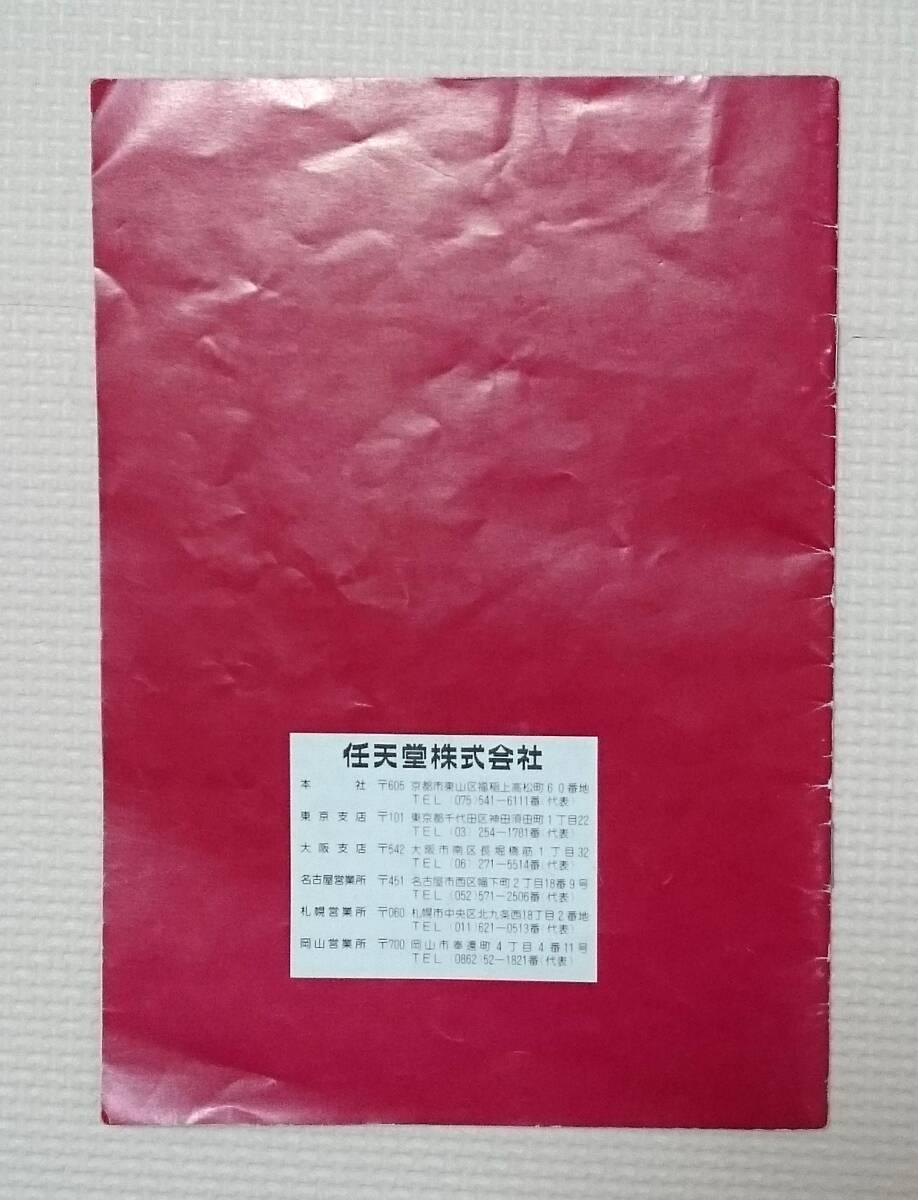 任天堂株式会社
本社 〒605 京都市東山区福稲上高松町60番地
TEL (075)541-6111番(代表)
東京支店 〒101 東京都千代田区神田須田町1丁目22
TEL (03) 254-1781番(代表)
大阪支店 〒542 大阪市南区長堀橋筋1丁目32
TEL (06) 271-5514番(代表)
名古屋営業所 〒451 名古屋市西区幅下町2丁目18番9号
TEL (052)571-2506番(代表)
札幌営業所 〒060 札幌市中央区北九条西18丁目2番地
TEL (011)621-0513番(代表)
岡山営業所 〒700 岡山市奉還町4丁目4番11号
TEL (0862)52-1821番(代表)